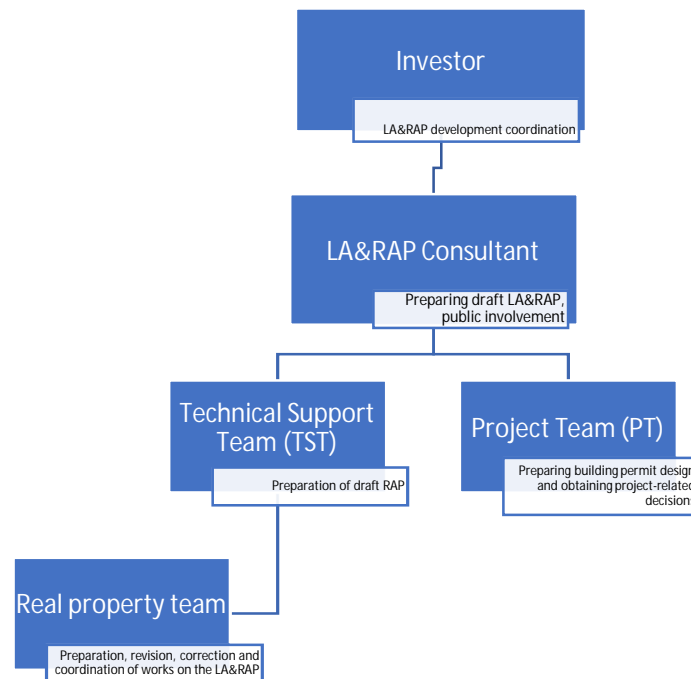 Investor
LA&RAP development coordination
LA&RAP Consultant
Preparing draft LA&RAP,
public involvement
Technical Support
Team (TST)
Preparation of draft RAP
Project Team (PT)
Preparing building permit design
and obtaining project-related
decisions
Real property team
Preparation, revision, correction and
coordination of works on the LA&RAP